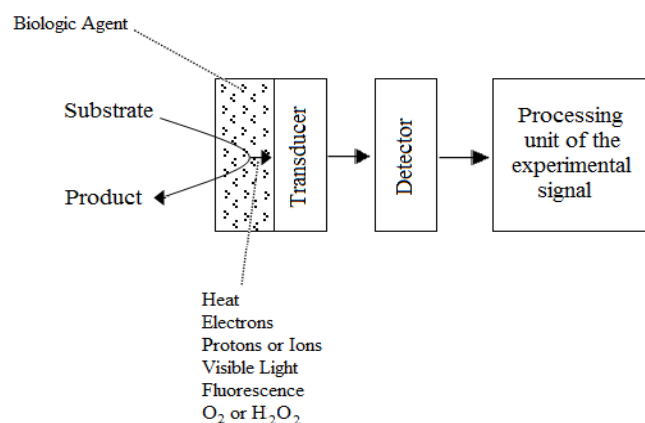 Biologic Agent
Substrate
Product
Transducer
Detector
Processing
unit of the
experimental
signal
Heat
Electrons
Protons or Ions
Visible Light
Fluorescence
O₂ or H₂O₂